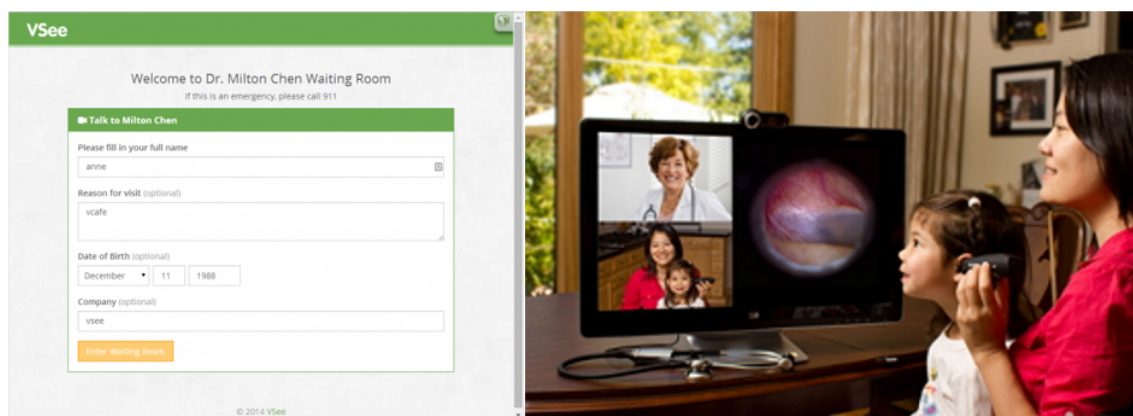 VSee
Welcome to Dr. Milton Chen Waiting Room
If this is an emergency, please call 911
Talk to Milton Chen
Please fill in your full name
anne
Reason for visit (optional)
vcafe
Date of Birth (optional)
December 11 1988
Company (optional)
vsee
Enter Waiting Room
© 2014 VSee